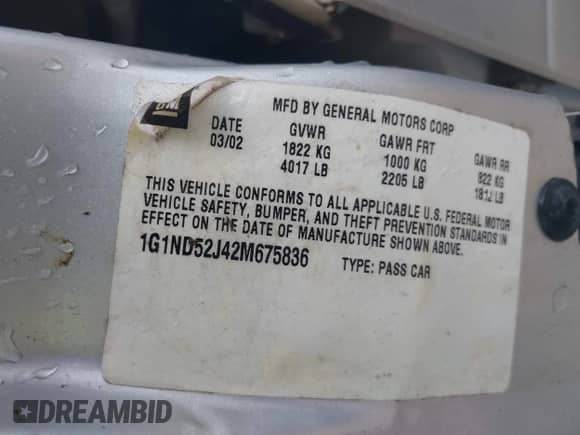 GM
MFD BY GENERAL MOTORS CORP
DATE GVWR GAWR FRT GAWR RR
03/02 1822 KG 1000 KG 822 KG
4017 LB 2205 LB LB
THIS VEHICLE CONFORMS TO ALL APPLICABLE U.S. FEDERAL MOTOR
VEHICLE SAFETY, BUMPER, AND THEFT PREVENTION STANDARDS IN
EFFECT ON THE DATE OF MANUFACTURE SHOWN ABOVE.
1G1ND52J42M675836 TYPE: PASS CAR
DREAMBID